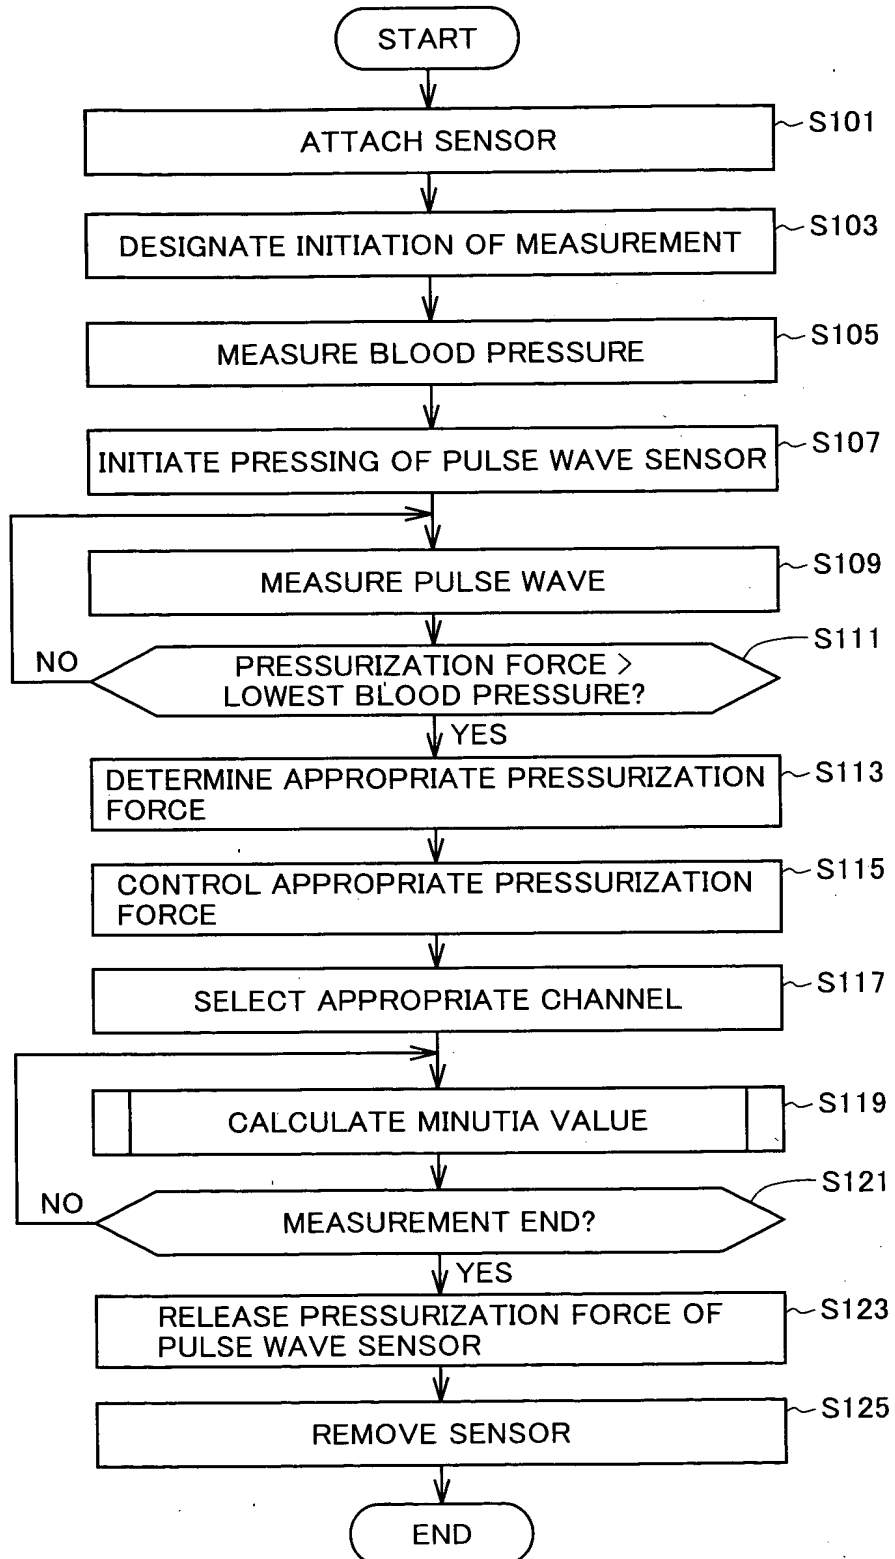 START
ATTACH SENSOR
S101
DESIGNATE INITIATION OF MEASUREMENT
S103
MEASURE BLOOD PRESSURE
S105
INITIATE PRESSING OF PULSE WAVE SENSOR
S107
MEASURE PULSE WAVE
S109
NO
PRESSURIZATION FORCE >
LOWEST BLOOD PRESSURE?
S111
YES
DETERMINE APPROPRIATE PRESSURIZATION
FORCE
S113
CONTROL APPROPRIATE PRESSURIZATION
FORCE
S115
SELECT APPROPRIATE CHANNEL
S117
CALCULATE MINUTIA VALUE
S119
NO
MEASUREMENT END?
S121
YES
RELEASE PRESSURIZATION FORCE OF
PULSE WAVE SENSOR
S123
REMOVE SENSOR
S125
END